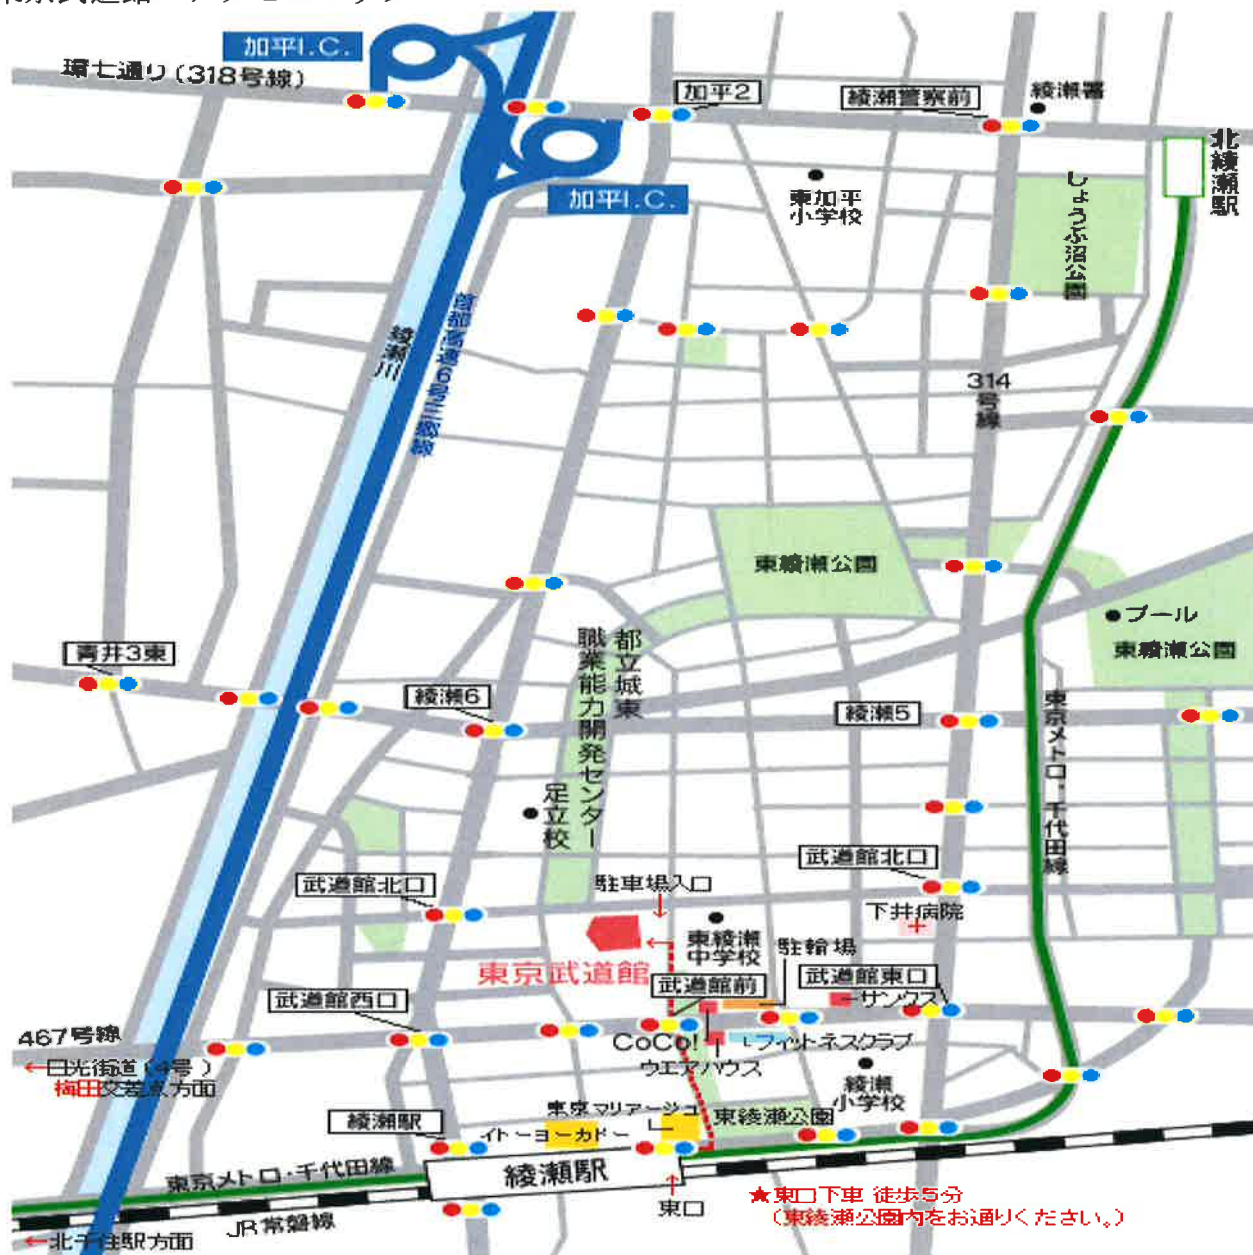 加平I.C.
環七通り(318号線)
加平2
綾瀬警察前
綾瀬署
北綾瀬駅
加平I.C.
東加平
小学校
しょうぶ沼公園
綾瀬川
首都高速6号三郷線
314
号
線
東綾瀬公園
プール
東綾瀬公園
青井3東
綾瀬6
都立城東
職業能力開発センター
足立校
綾瀬5
東京メトロ・千代田線
武道館北口
武道館北口
駐車場入口
下井病院
東京武道館
東綾瀬
中学校
駐輪場
武道館前
武道館東口
サンクス
武道館西口
467号線
←日光街道(4号)
梅田交差点方面
CoCo!
フィットネスクラブ
ウエアハウス
綾瀬
小学校
東京マリアージュ
東綾瀬公園
綾瀬駅
イトーヨーカドー
東京メトロ・千代田線
綾瀬駅
東口
JR常磐線
←北千住駅方面
★東口下車 徒歩5分
(東綾瀬公園内をお通りください。)